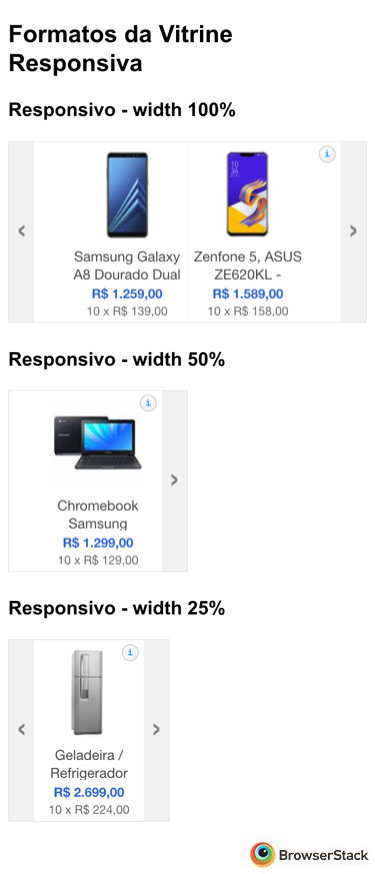 Formatos da Vitrine
Responsiva
Responsivo - width 100%
Samsung Galaxy
A8 Dourado Dual
R$ 1.259,00
10 x R$ 139,00
Zenfone 5, ASUS
ZE620KL -
R$ 1.589,00
10 x R$ 158,00
Responsivo - width 50%
Chromebook
Samsung
R$ 1.299,00
10 x R$ 129,00
Responsivo - width 25%
Geladeira /
Refrigerador
R$ 2.699,00
10 x R$ 224,00
BrowserStack